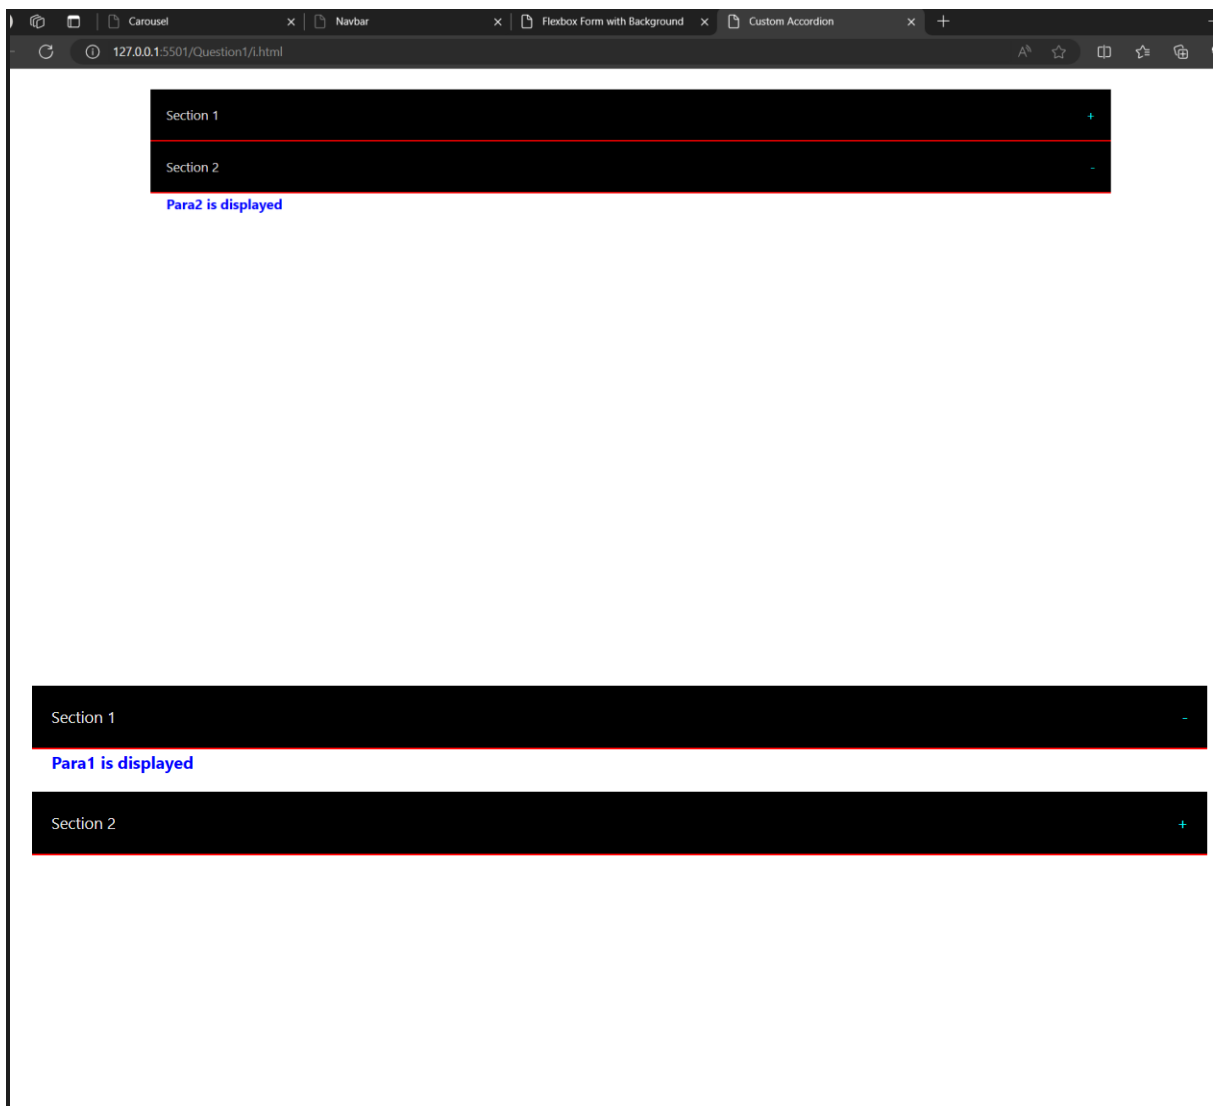 Carousel Navbar Flexbox Form with Background Custom Accordion
127.0.0.1:5501/Question1/i.html
Section 1 +
Section 2 -
Para2 is displayed
Section 1 -
Para1 is displayed
Section 2 +